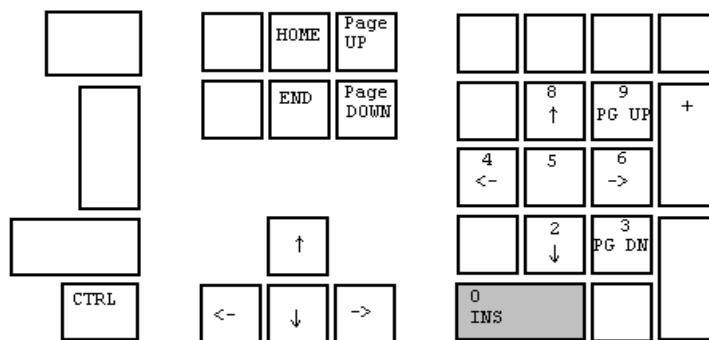 HOME
Page
UP
END
Page
DOWN
8
↑
9
PG UP
+
4
<-
5
6
->
2
↓
3
PG DN
↑
CTRL
<-
↓
->
0
INS